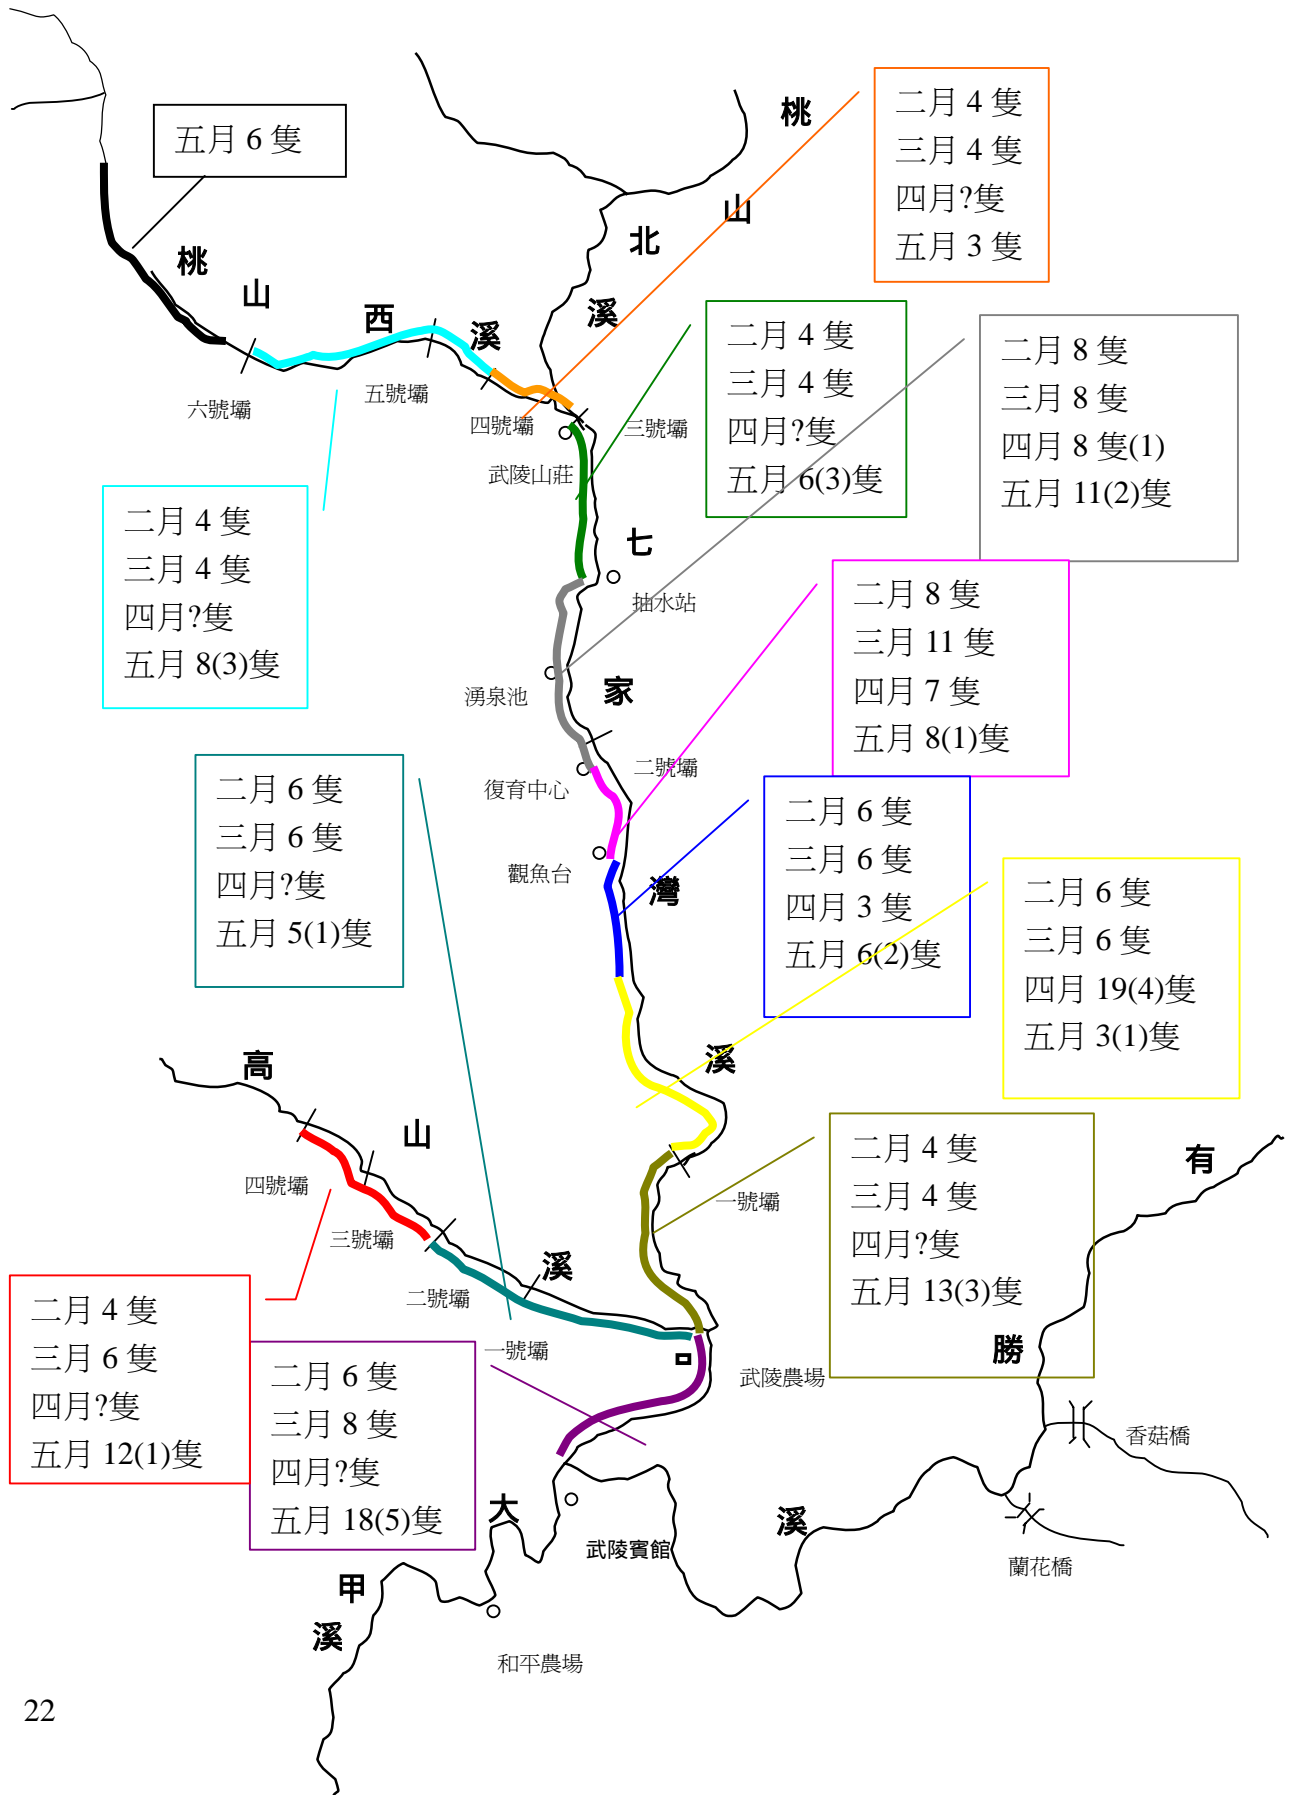 桃
五月 6 隻
二月 4 隻
三月 4 隻
四月?隻
五月 3 隻
山
北
桃
山
西
溪
溪
二月 4 隻
三月 4 隻
四月?隻
五月 6(3)隻
二月 8 隻
三月 8 隻
四月 8 隻(1)
五月 11(2)隻
六號壩
五號壩
四號壩
三號壩
武陵山莊
二月 4 隻
三月 4 隻
四月?隻
五月 8(3)隻
七
抽水站
二月 8 隻
三月 11 隻
四月 7 隻
五月 8(1)隻
湧泉池
家
二號壩
復育中心
二月 6 隻
三月 6 隻
四月?隻
五月 5(1)隻
觀魚台
灣
二月 6 隻
三月 6 隻
四月 3 隻
五月 6(2)隻
二月 6 隻
三月 6 隻
四月 19(4)隻
五月 3(1)隻
溪
高
山
溪
四號壩
三號壩
二號壩
一號壩
一號壩
二月 4 隻
三月 4 隻
四月?隻
五月 13(3)隻
有
勝
溪
二月 4 隻
三月 6 隻
四月?隻
五月 12(1)隻
二月 6 隻
三月 8 隻
四月?隻
五月 18(5)隻
武陵農場
香菇橋
蘭花橋
武陵賓館
大
甲
溪
和平農場
22